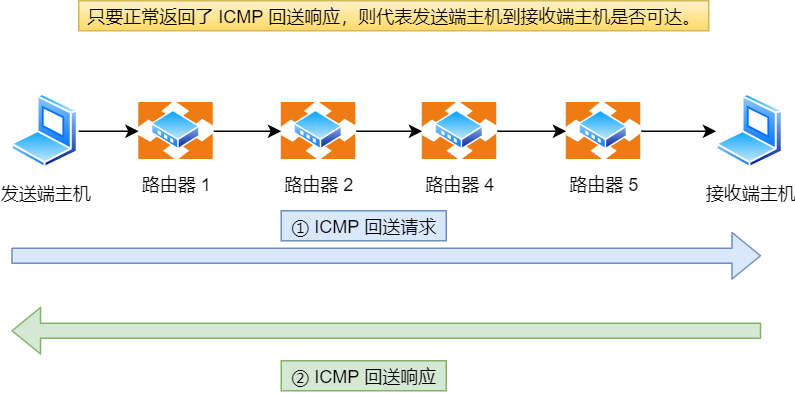 只要正常返回了 ICMP 回送响应，则代表发送端主机到接收端主机是否可达。
发送端主机
路由器 1
路由器 2
路由器 4
路由器 5
接收端主机
① ICMP 回送请求
② ICMP 回送响应